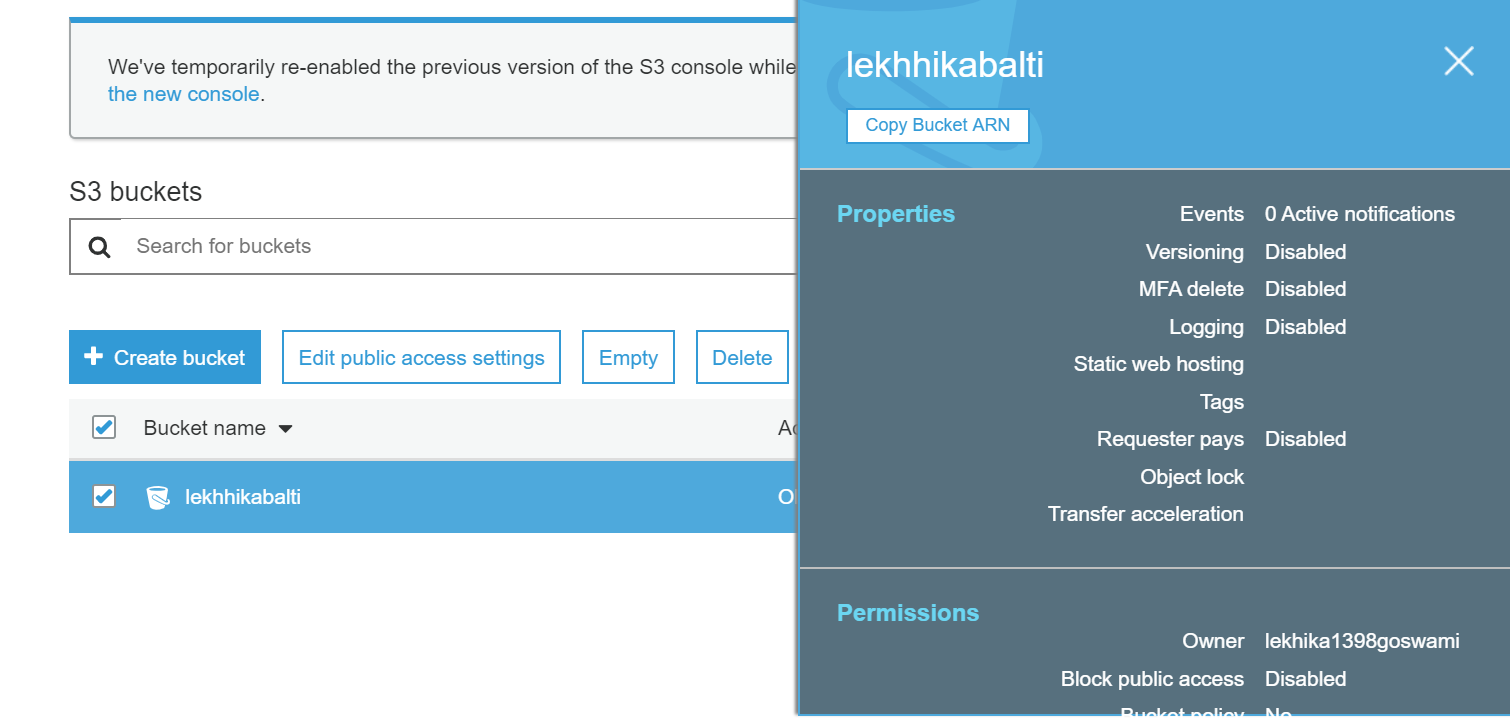 We've temporarily re-enabled the previous version of the S3 console while
the new console.
S3 buckets
Search for buckets
Create bucket
Edit public access settings
Empty
Delete
Bucket name
lekhhikabalti
lekhhikabalti
Copy Bucket ARN
Properties
Events 0 Active notifications
Versioning Disabled
MFA delete Disabled
Logging Disabled
Static web hosting
Tags
Requester pays Disabled
Object lock
Transfer acceleration
Permissions
Owner lekhika1398goswami
Block public access Disabled
Bucket policy No